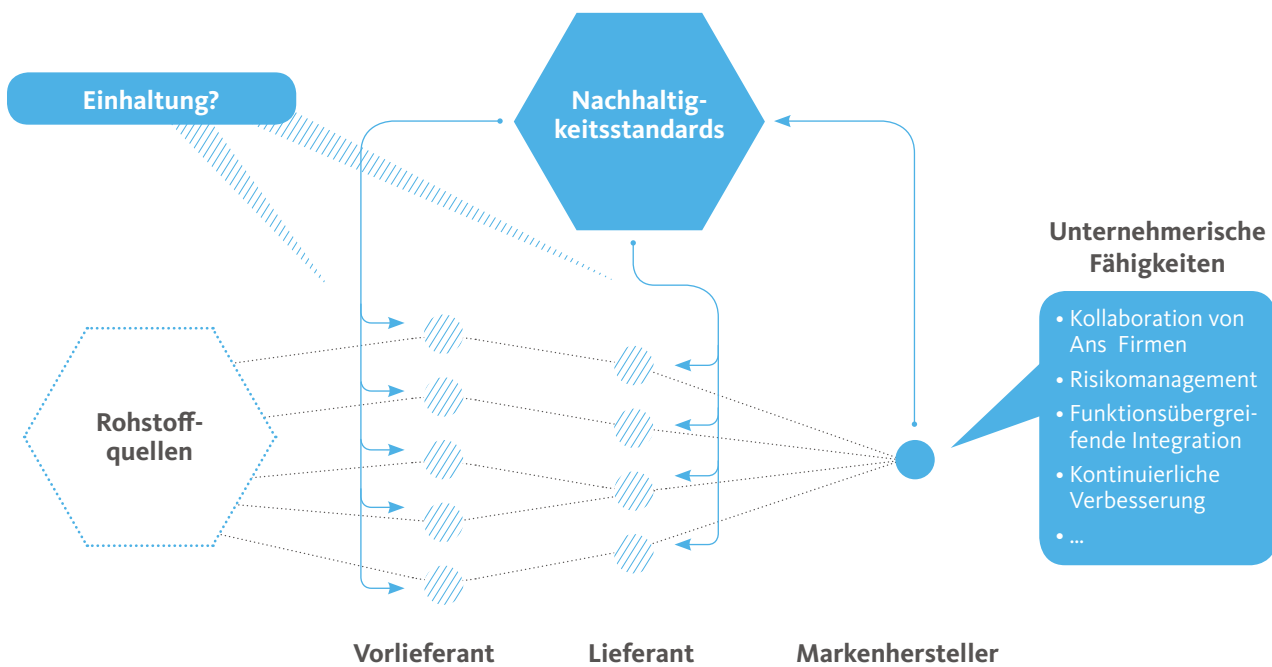 Einhaltung?
Nachhaltig-
keitsstandards
Unternehmerische
Fähigkeiten
• Kollaboration von
Ans Firmen
• Risikomanagement
• Funktionsübergrei-
fende Integration
• Kontinuierliche
Verbesserung
• ...
Rohstoff-
quellen
Vorlieferant
Lieferant
Markenhersteller